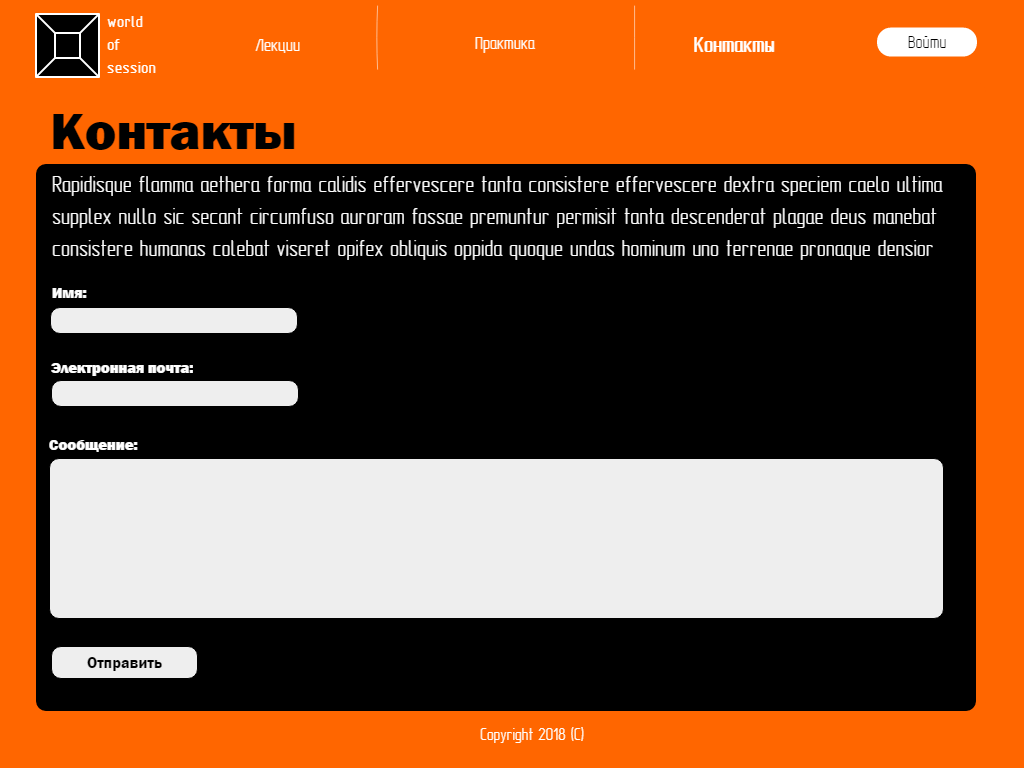 world
of
session
Лекции
Практика
Контакты
Войти
Контакты
Rapidisque flamma aethera forma calidis effervescere tanta consistere effervescere dextra speciem caelo ultima
supplex nullo sic secant circumfuso auroram fossae premuntur permisit tanta descenderat plagae deus manebat
consistere humanas calebat viseret opifex obliquis oppida quoque undas hominum uno terrenae pronaque densior
Имя:
Электронная почта:
Сообщение:
Отправить
Copyright 2018 (C)